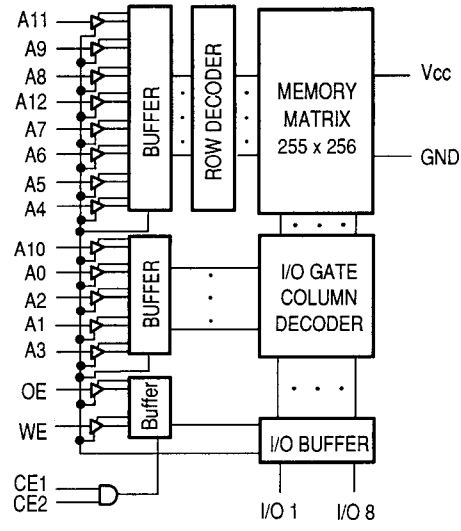 A11
A9
A8
A12
A7
A6
A5
A4
BUFFER
ROW DECODER
MEMORY
MATRIX
255 x 256
Vcc
GND
A10
A0
A2
A1
A3
BUFFER
I/O GATE
COLUMN
DECODER
OE
WE
Buffer
I/O BUFFER
CE1
CE2
I/O 1
I/O 8